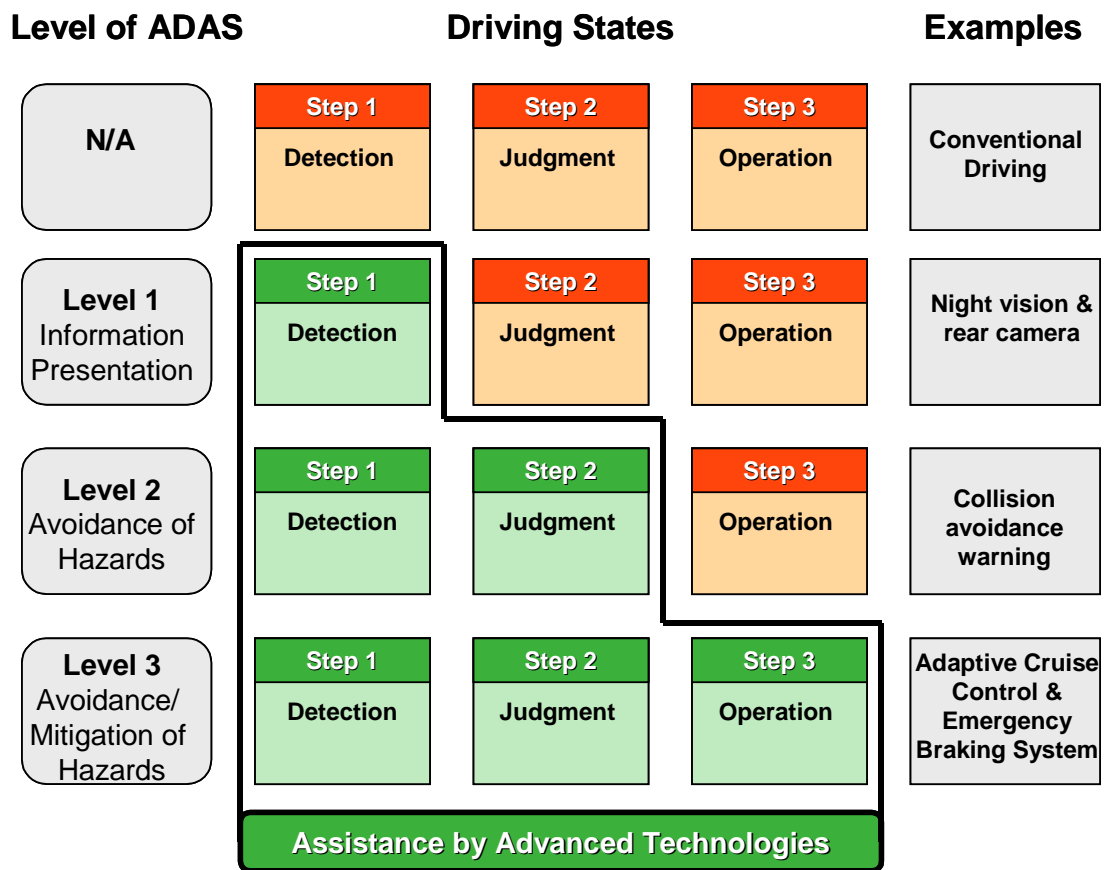 Level of ADAS
Driving States
Examples
N/A
Step 1
Detection
Step 2
Judgment
Step 3
Operation
Conventional
Driving
Level 1
Information
Presentation
Step 1
Detection
Step 2
Judgment
Step 3
Operation
Night vision &
rear camera
Level 2
Avoidance of
Hazards
Step 1
Detection
Step 2
Judgment
Step 3
Operation
Collision
avoidance
warning
Level 3
Avoidance/
Mitigation of
Hazards
Step 1
Detection
Step 2
Judgment
Step 3
Operation
Adaptive Cruise
Control &
Emergency
Braking System
Assistance by Advanced Technologies